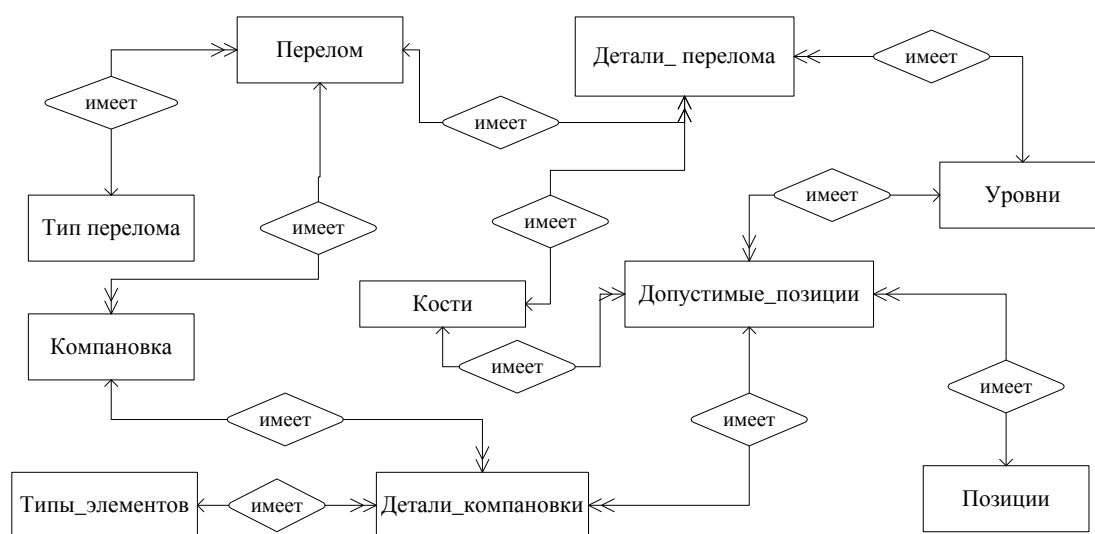 Перелом
Детали_ перелома
имеет
имеет
имеет
Тип перелома
имеет
имеет
имеет
Уровни
Кости
Допустимые_позиции
Компановка
имеет
имеет
имеет
имеет
Типы_элементов
имеет
Детали_компановки
Позиции